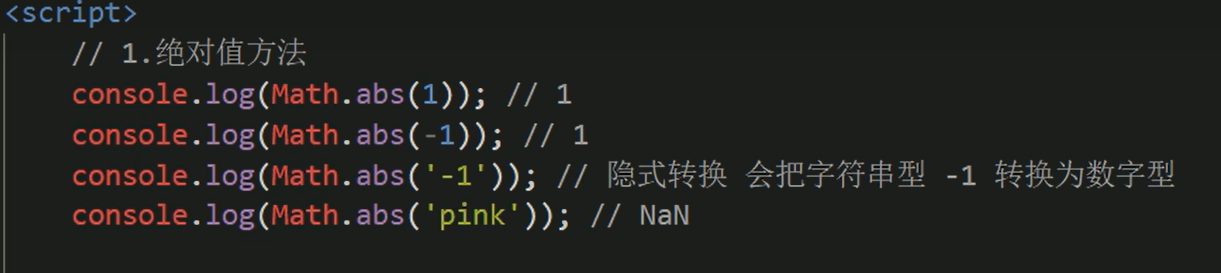 <script>
// 1.绝对值方法
console.log(Math.abs(1)); // 1
console.log(Math.abs(-1)); // 1
console.log(Math.abs('-1')); // 隐式转换 会把字符串型 -1 转换为数字型
console.log(Math.abs('pink')); // NaN